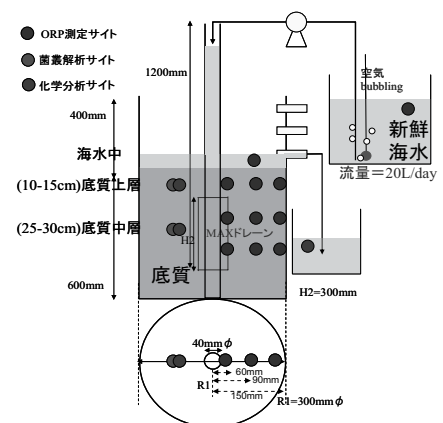 ORP測定サイト
菌叢解析サイト
化学分析サイト
1200mm
400mm
空気
bubbling
新鮮
海水
流量=20L/day
海水中
(10-15cm)底質上層
(25-30cm)底質中層
H2
MAXドレーン
底質
600mm
H2=300mm
40mmφ
R1
60mm
90mm
150mm
R1=300mmφ